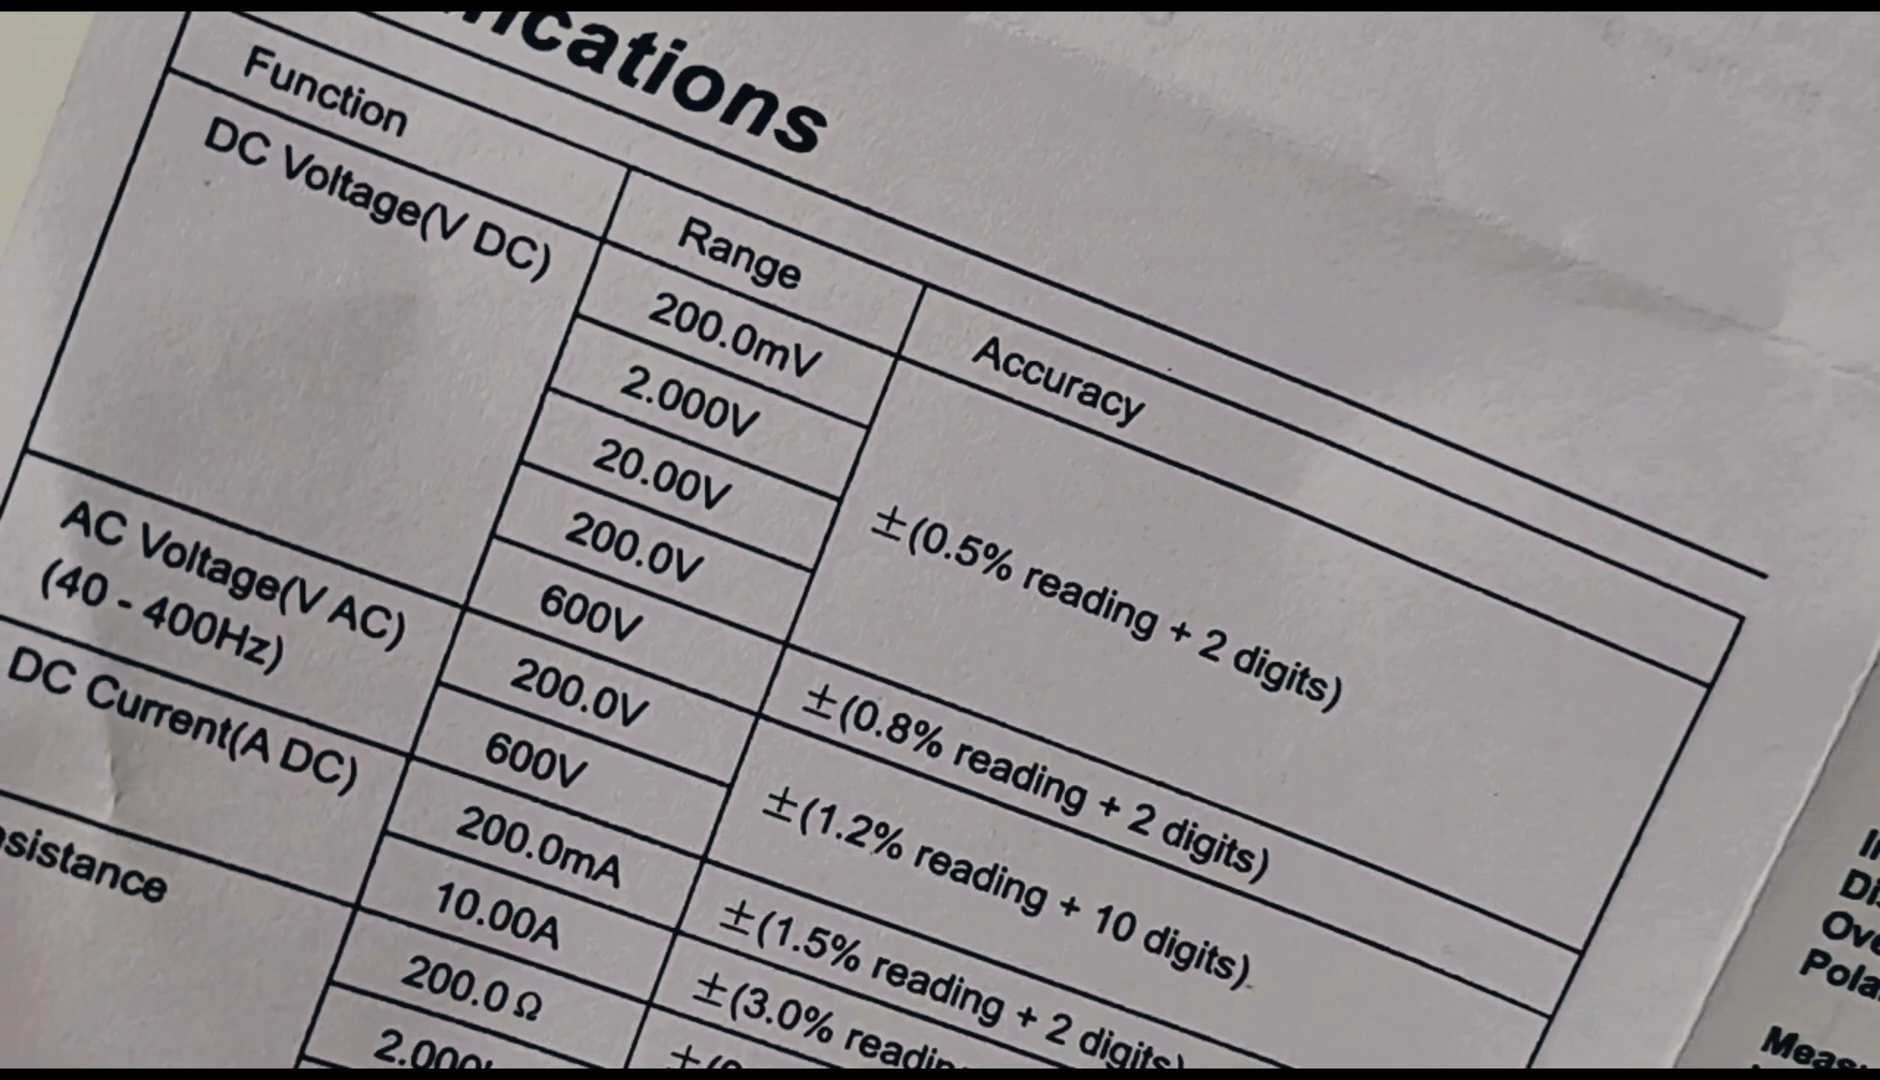 Function
Range
Accuracy
DC Voltage(V DC)
200.0mV
2.000V
20.00V
200.0V
±(0.5% reading + 2 digits)
600V
±(0.8% reading + 2 digits)
AC Voltage(V AC)
(40 - 400Hz)
200.0V
600V
±(1.2% reading + 10 digits)
DC Current(A DC)
200.0mA
±(1.5% reading + 2 digits)
10.00A
±(3.0%
200.0Ω